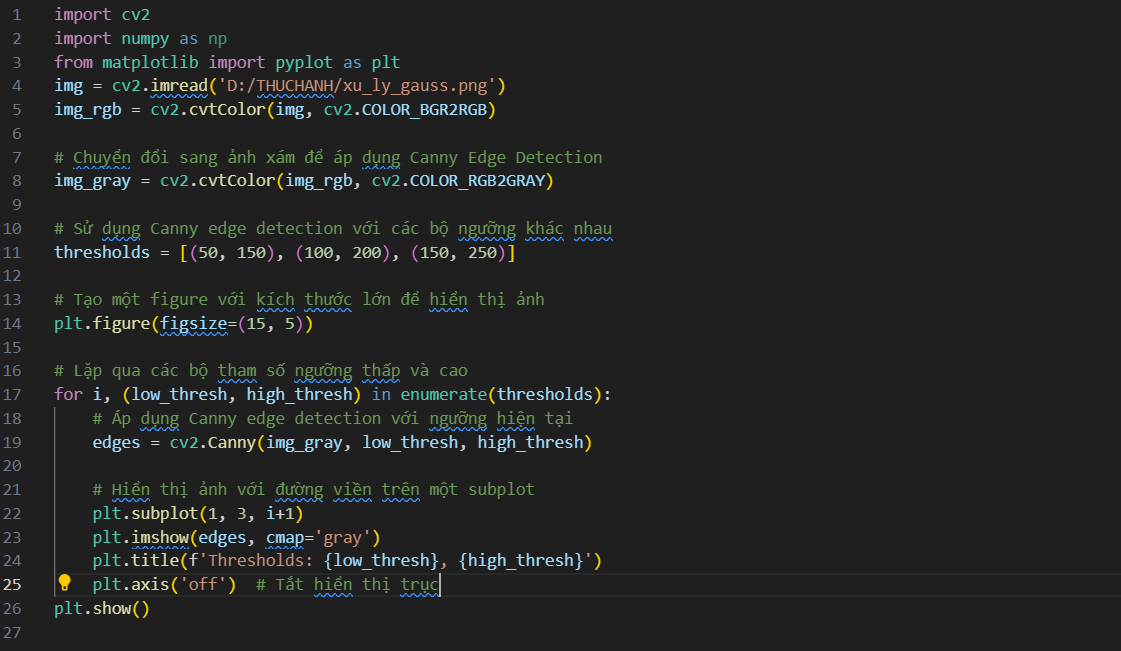 1 import cv2
2 import numpy as np
3 from matplotlib import pyplot as plt
4 img = cv2.imread('D:/THUCHANH/xu_ly_gauss.png')
5 img_rgb = cv2.cvtColor(img, cv2.COLOR_BGR2RGB)
6
7 # Chuyển đổi sang ảnh xám để áp dụng Canny Edge Detection
8 img_gray = cv2.cvtColor(img_rgb, cv2.COLOR_RGB2GRAY)
9
10 # Sử dụng Canny edge detection với các bộ ngưỡng khác nhau
11 thresholds = [(50, 150), (100, 200), (150, 250)]
12
13 # Tạo một figure với kích thước lớn để hiển thị ảnh
14 plt.figure(figsize=(15, 5))
15
16 # Lặp qua các bộ tham số ngưỡng thấp và cao
17 for i, (low_thresh, high_thresh) in enumerate(thresholds):
18     # Áp dụng Canny edge detection với ngưỡng hiện tại
19     edges = cv2.Canny(img_gray, low_thresh, high_thresh)
20
21     # Hiển thị ảnh với đường viền trên một subplot
22     plt.subplot(1, 3, i+1)
23     plt.imshow(edges, cmap='gray')
24     plt.title(f'Thresholds: {low_thresh}, {high_thresh}')
25     plt.axis('off')  # Tắt hiển thị trục
26 plt.show()
27